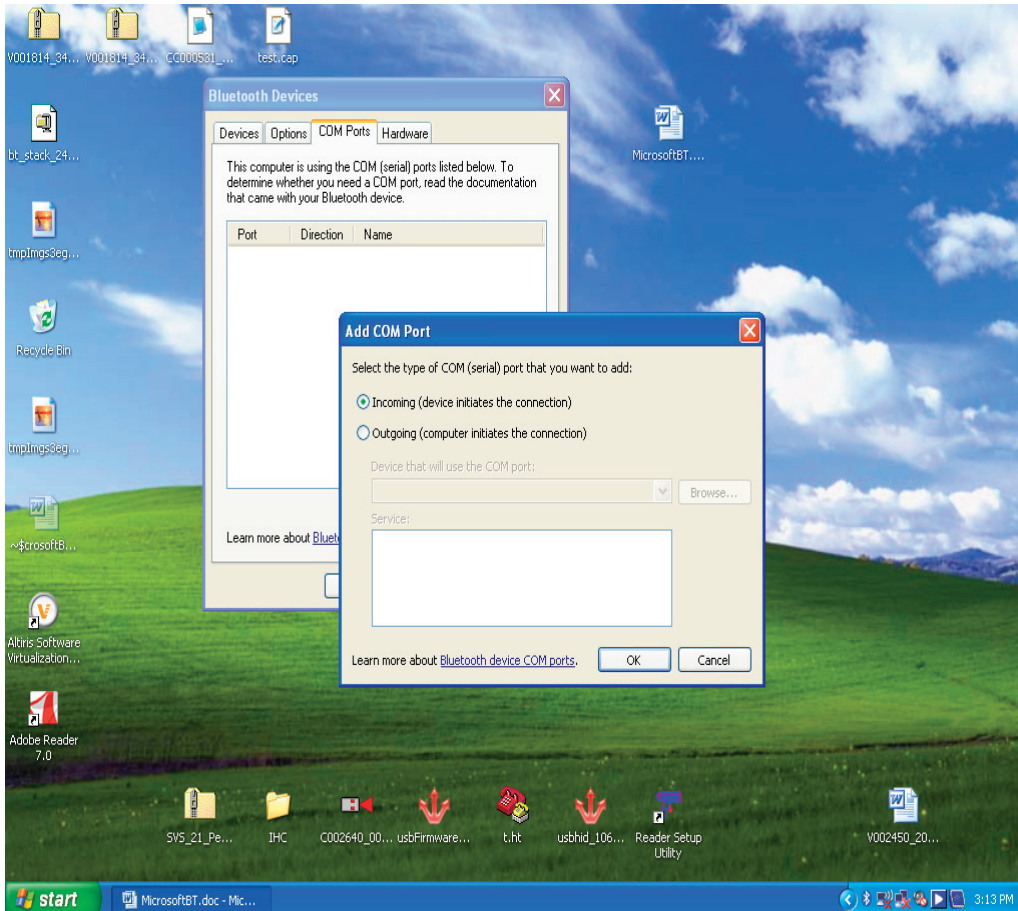 V001814_34...
V001814_34...
CC000531_...
test.cap
Bluetooth Devices
bt_stack_24...
MicrosoftBT....
Devices
Options
COM Ports
Hardware
This computer is using the COM (serial) ports listed below. To
determine whether you need a COM port, read the documentation
that came with your Bluetooth device.
Port
Direction
Name
tmpImgs3eg...
Add COM Port
Recycle Bin
Select the type of COM (serial) port that you want to add:
Incoming (device initiates the connection)
Outgoing (computer initiates the connection)
tmpImgs3eg...
Device that will use the COM port:
Browse...
Service:
~$crosoftB...
Learn more about Bluet
Altiris Software
Virtualization...
Learn more about Bluetooth device COM ports.
OK
Cancel
Adobe Reader
7.0
SVS_21_Pe...
IHC
C002640_00...
usbFirmware...
t.ht
usbhid_106...
Reader Setup
Utility
V002450_20...
start
MicrosoftBT.doc - Mic...
3:13 PM